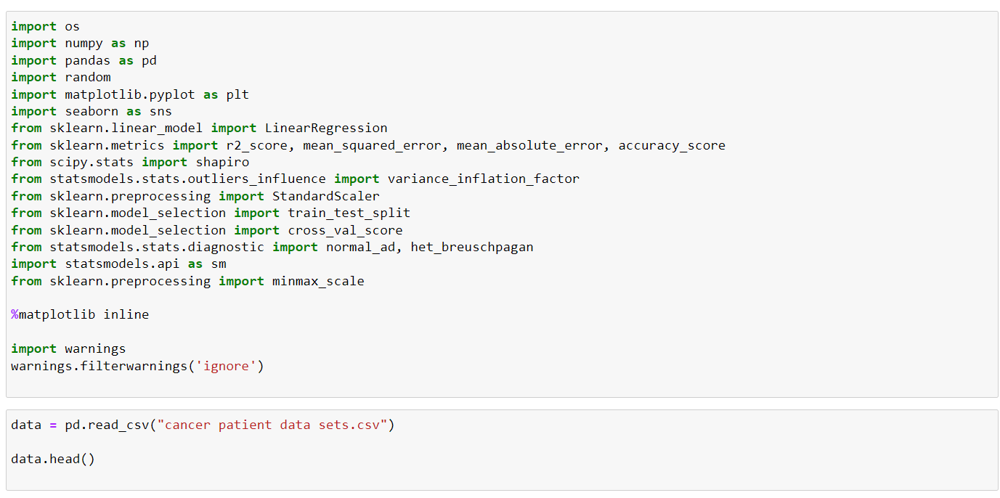 import os
import numpy as np
import pandas as pd
import random
import matplotlib.pyplot as plt
import seaborn as sns
from sklearn.linear_model import LinearRegression
from sklearn.metrics import r2_score, mean_squared_error, mean_absolute_error, accuracy_score
from scipy.stats import shapiro
from statsmodels.stats.outliers_influence import variance_inflation_factor
from sklearn.preprocessing import StandardScaler
from sklearn.model_selection import train_test_split
from sklearn.model_selection import cross_val_score
from statsmodels.stats.diagnostic import normal_ad, het_breuschpagan
import statsmodels.api as sm
from sklearn.preprocessing import minmax_scale
%matplotlib inline
import warnings
warnings.filterwarnings('ignore')
data = pd.read_csv("cancer patient data sets.csv")
data.head()